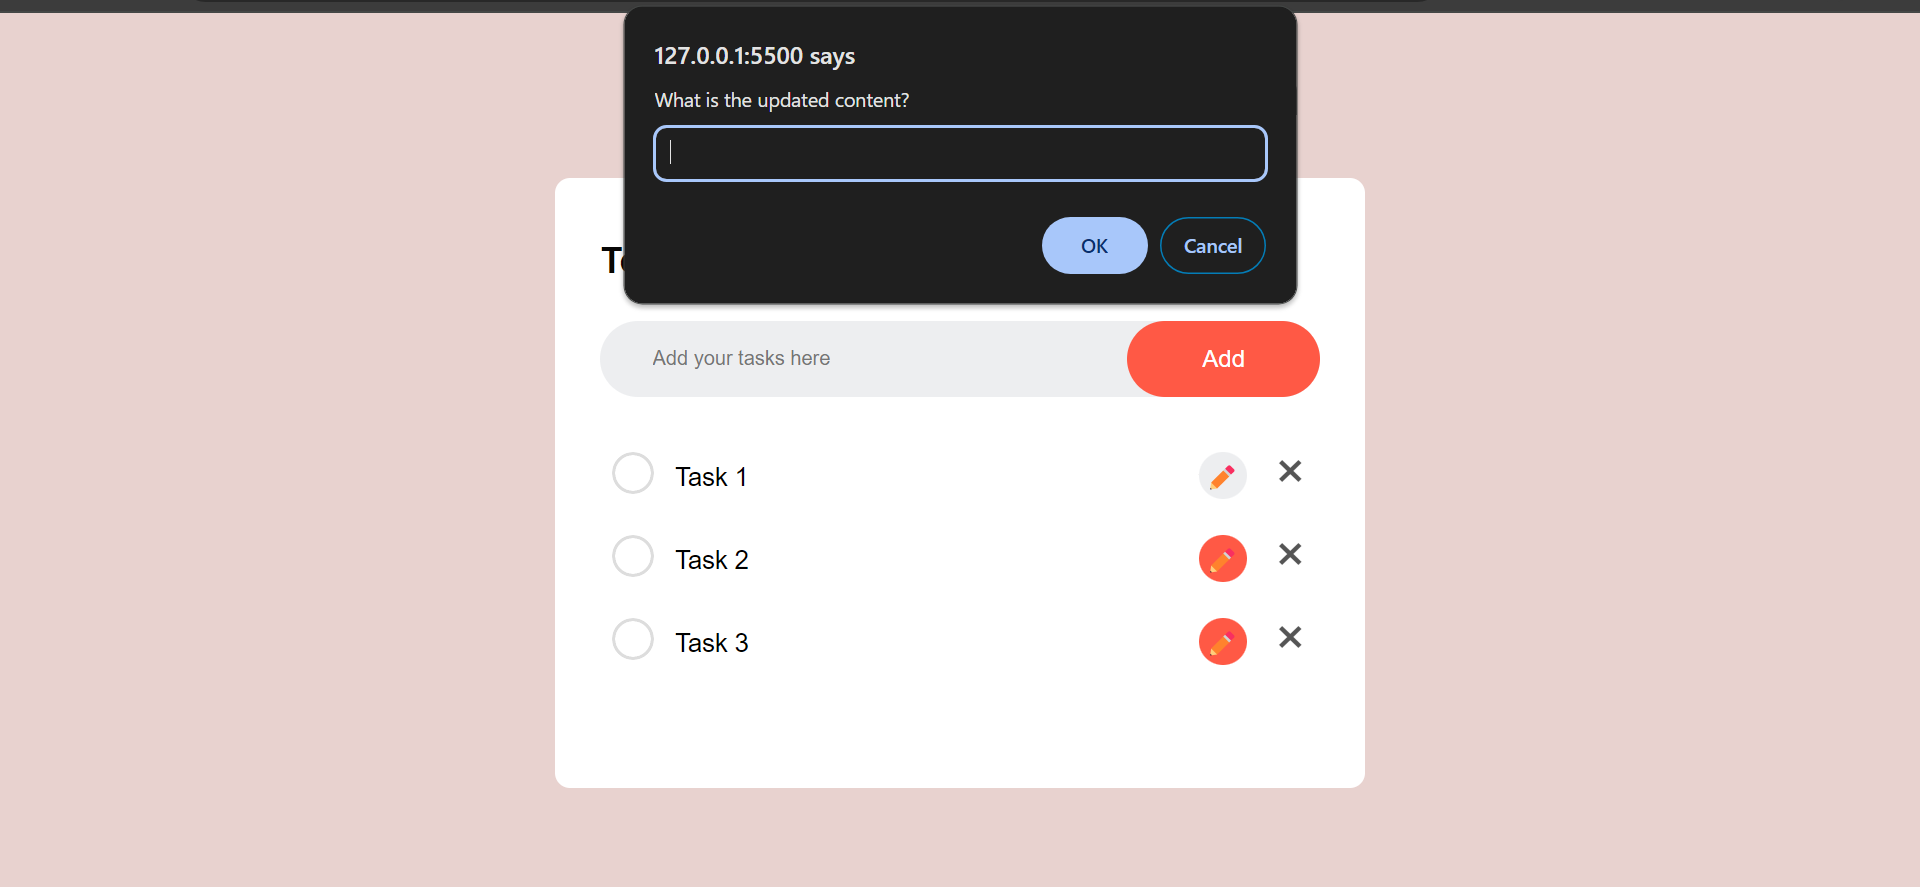 127.0.0.1:5500 says
What is the updated content?
OK
Cancel
Add your tasks here
Add
Task 1
Task 2
Task 3